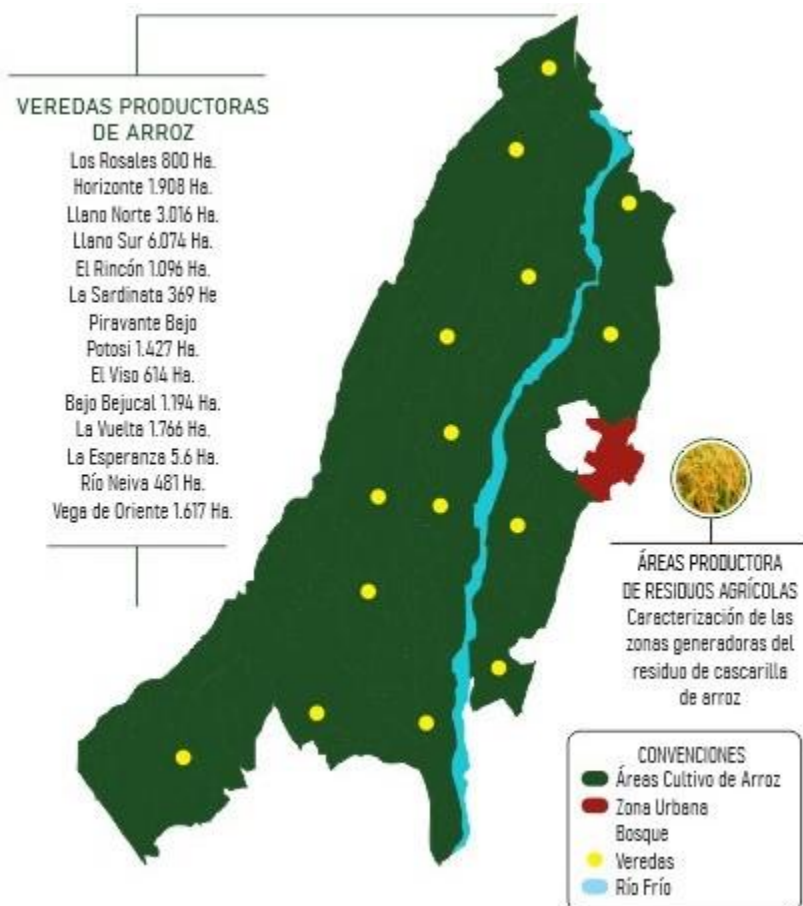 VEREDAS PRODUCTORAS
DE ARROZ
Los Rosales 800 Ha.
Horizonte 1.908 Ha.
Llano Norte 3.016 Ha.
Llano Sur 6.074 Ha.
El Rincón 1.096 Ha.
La Sardinata 369 He
Piravante Bajo
Potosi 1.427 Ha.
El Viso 614 Ha.
Bajo Bejucal 1.194 Ha.
La Vuelta 1.766 Ha.
La Esperanza 5.6 Ha.
Río Neiva 481 Ha.
Vega de Oriente 1.617 Ha.
ÁREAS PRODUCTORA
DE RESIDUOS AGRÍCOLAS
Caracterización de las
zonas generadoras del
residuo de cascarilla
de arroz
CONVENCIONES
Áreas Cultivo de Arroz
Zona Urbana
Bosque
Veredas
Río Frío